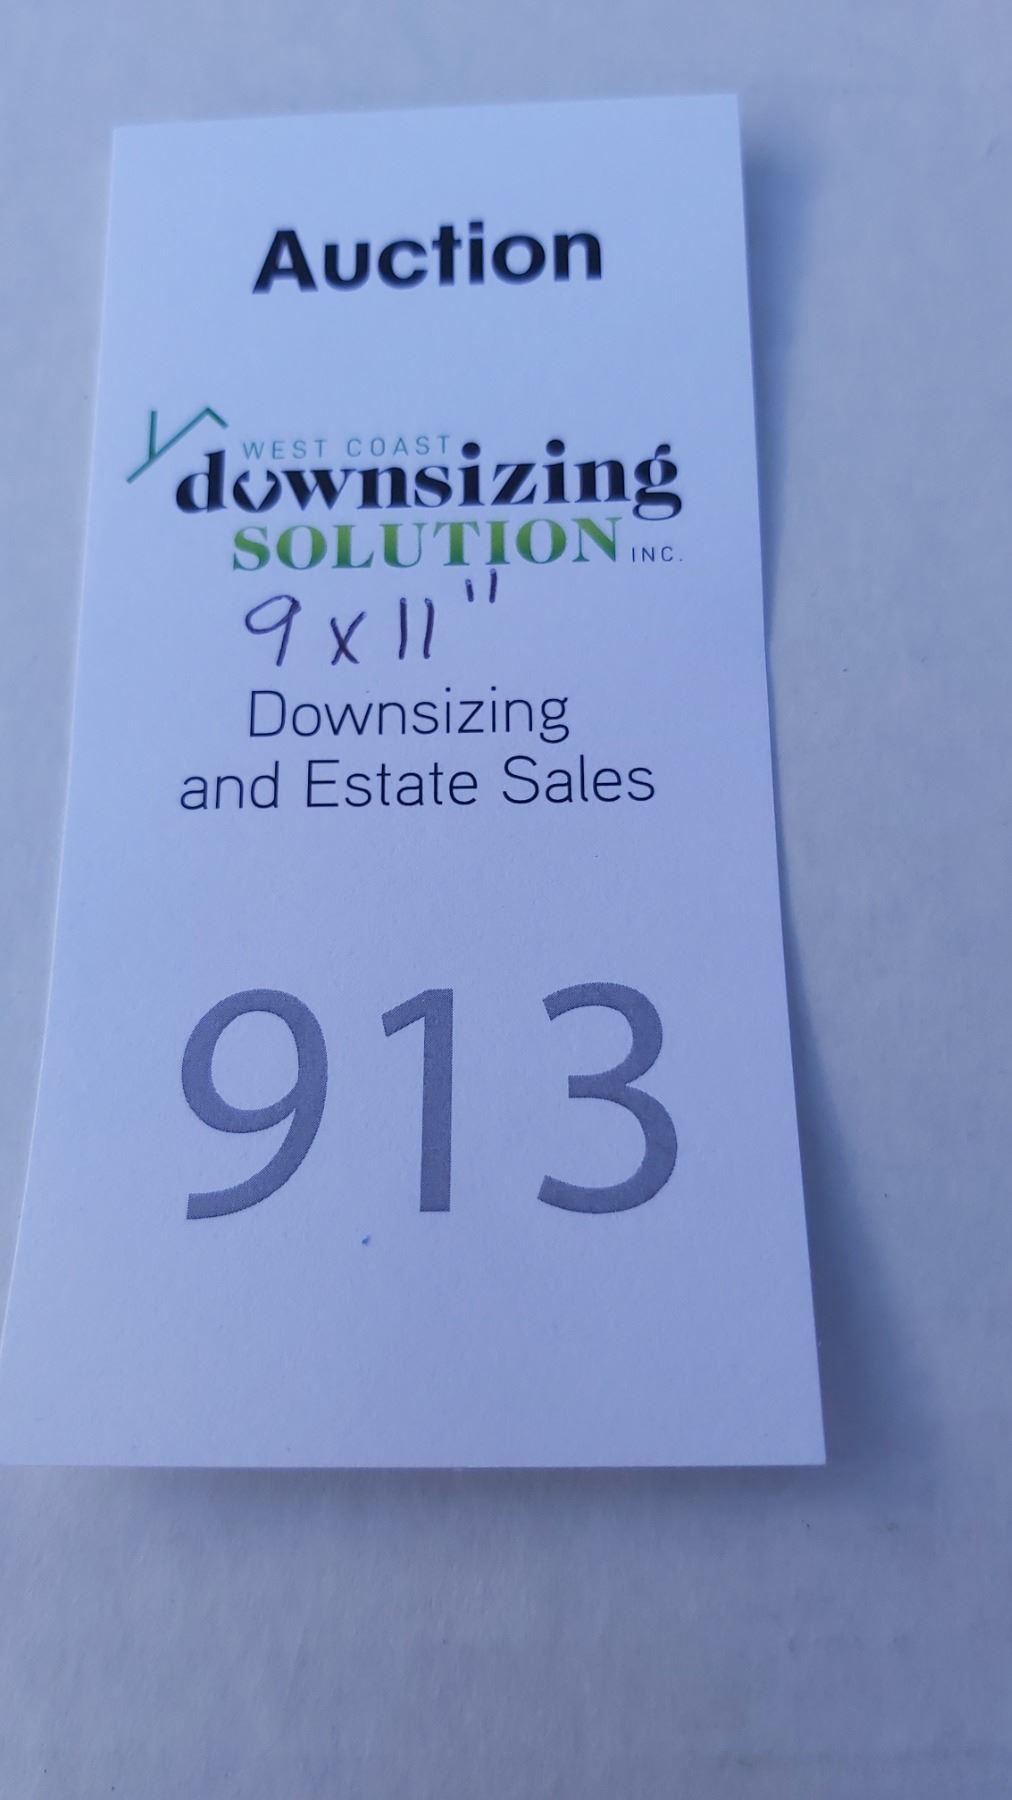 Auction
WEST COAST
downsizing
SOLUTION INC.
9 x 11"
Downsizing
and Estate Sales
913